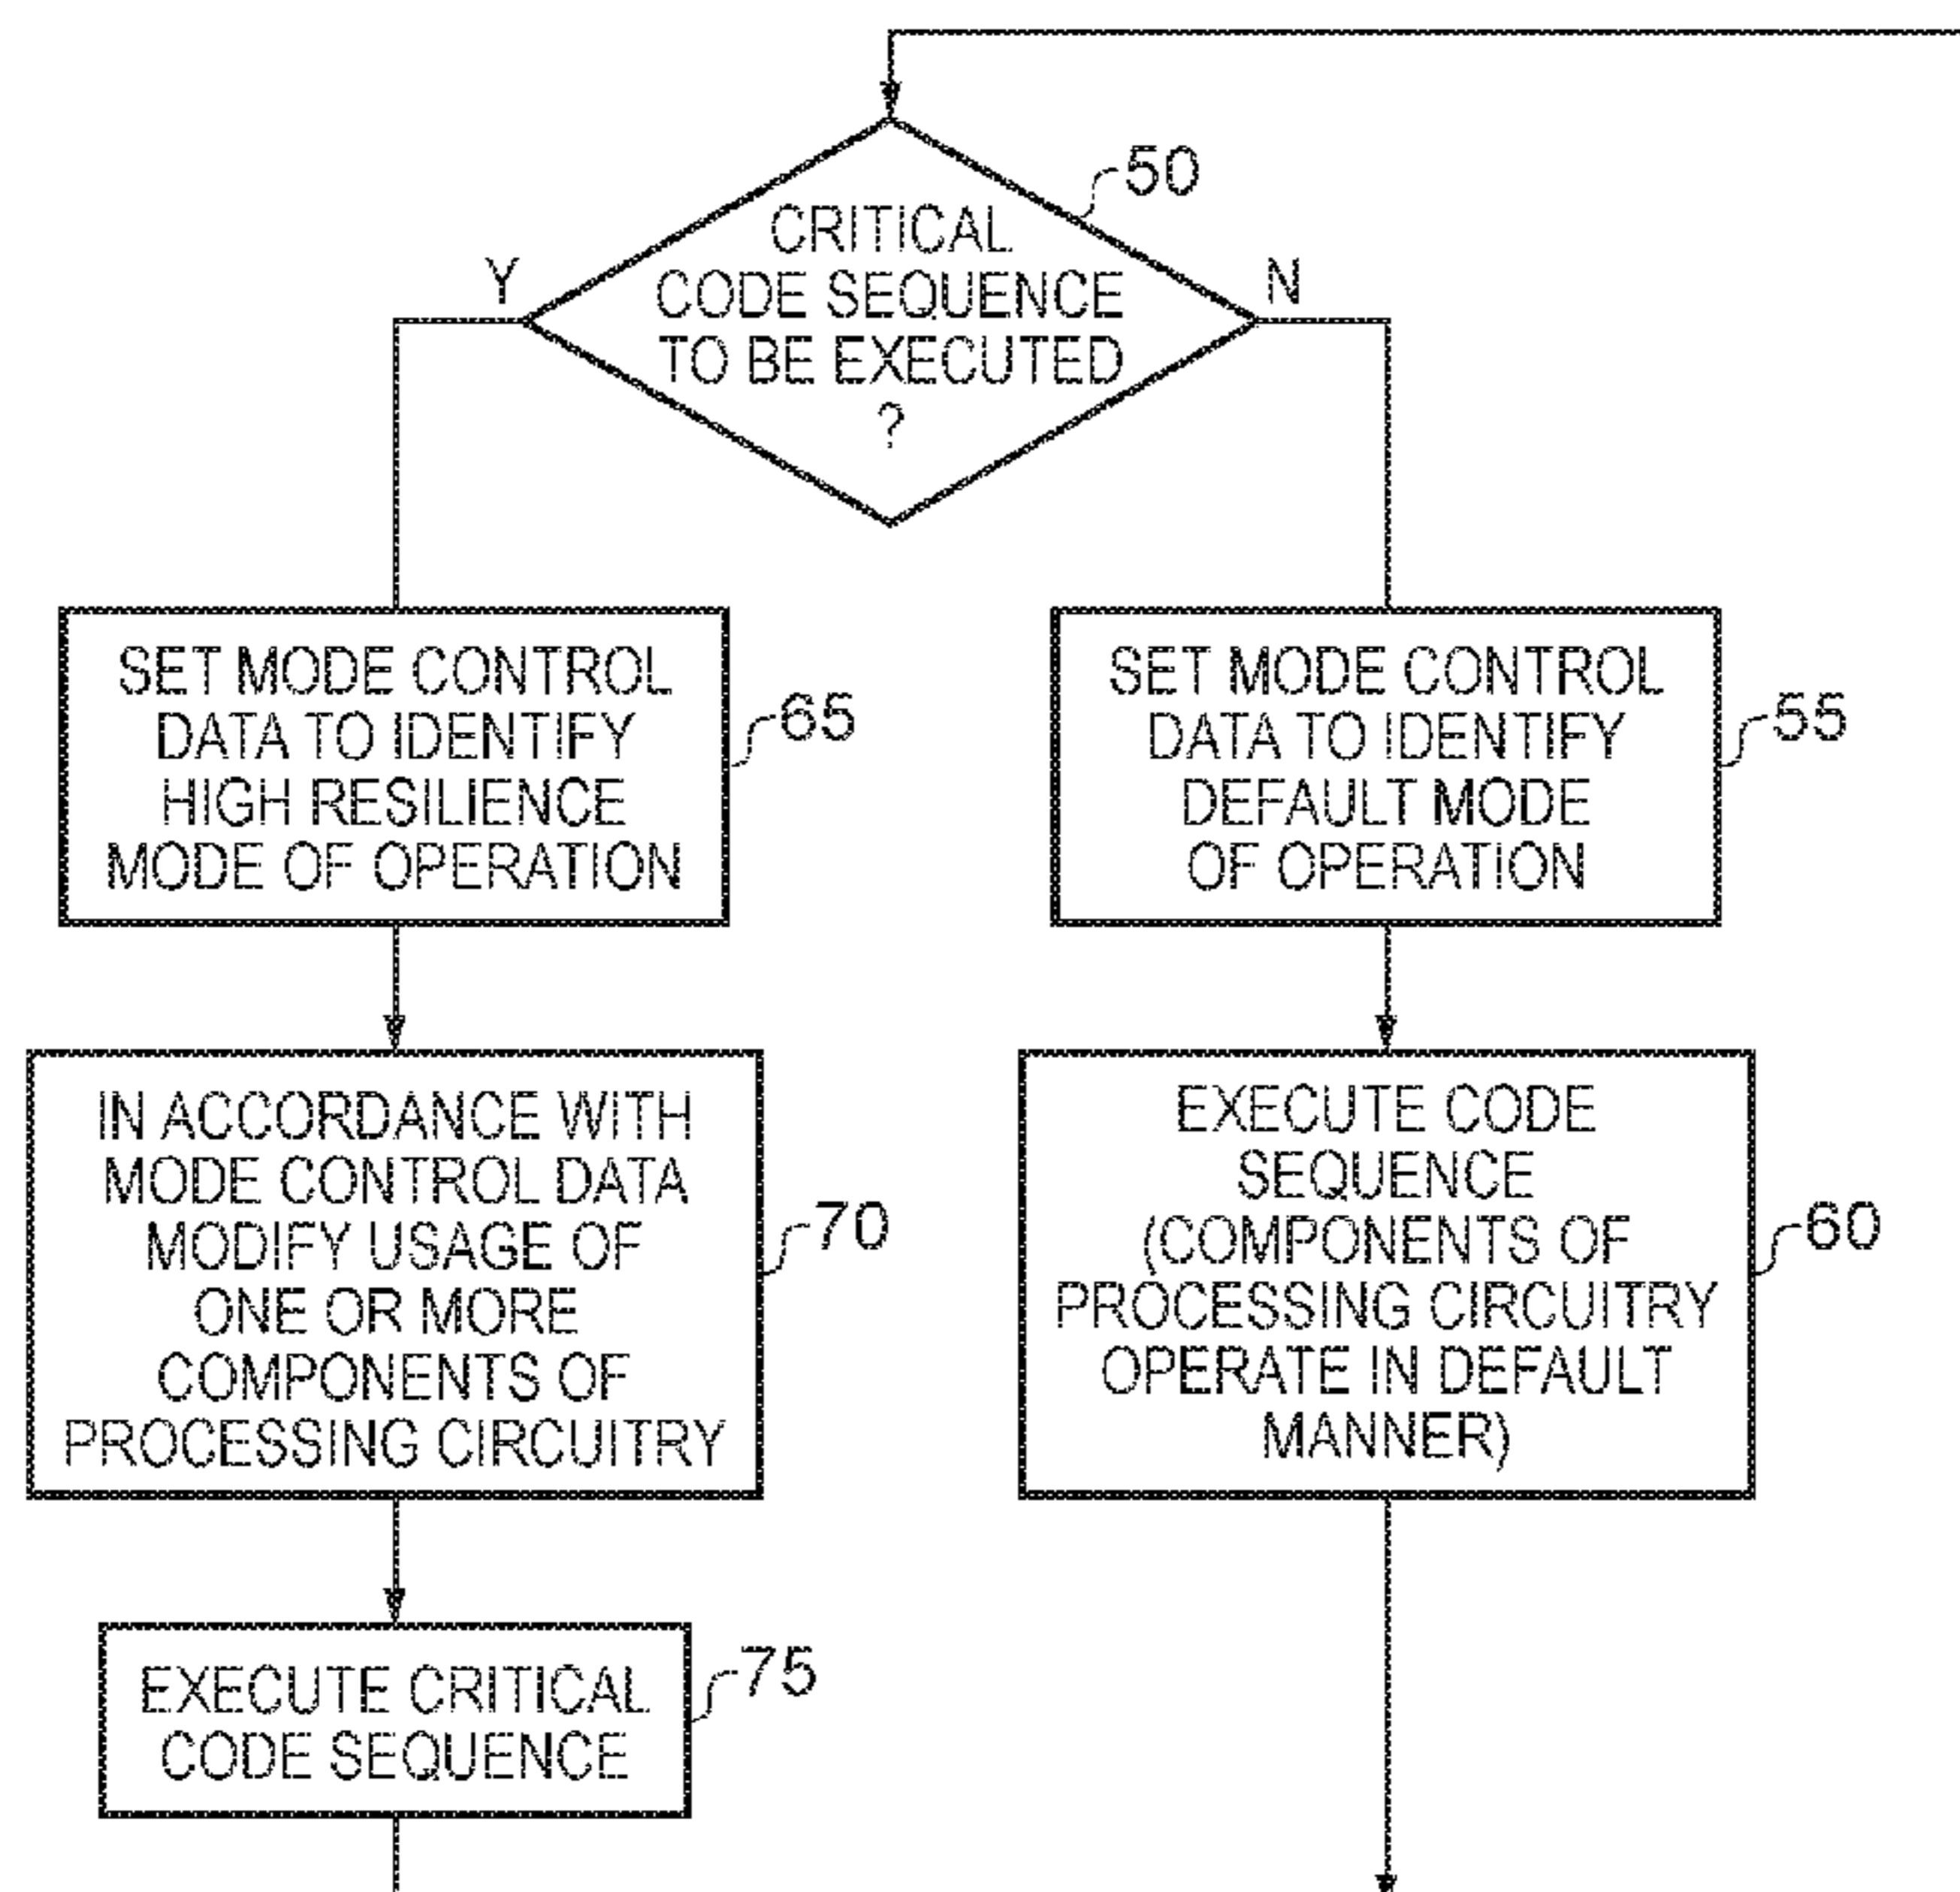 50
CRITICAL
CODE SEQUENCE
TO BE EXECUTED
?
Y
N
SET MODE CONTROL
DATA TO IDENTIFY
HIGH RESILIENCE
MODE OF OPERATION
65
SET MODE CONTROL
DATA TO IDENTIFY
DEFAULT MODE
OF OPERATION
55
IN ACCORDANCE WITH
MODE CONTROL DATA
MODIFY USAGE OF
ONE OR MORE
COMPONENTS OF
PROCESSING CIRCUITRY
70
EXECUTE CODE
SEQUENCE
(COMPONENTS OF
PROCESSING CIRCUITRY
OPERATE IN DEFAULT
MANNER)
60
EXECUTE CRITICAL
CODE SEQUENCE
75